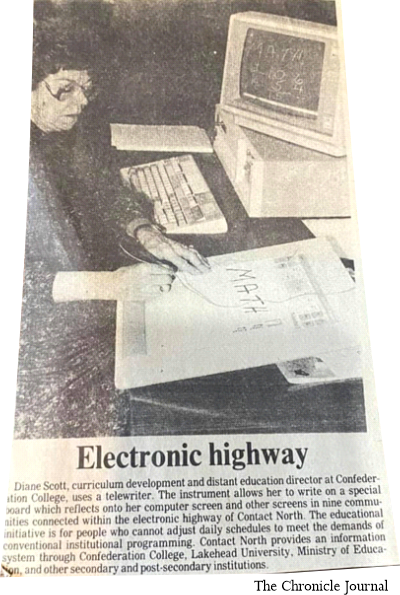 MATH
MATH
Electronic highway
Diane Scott, curriculum development and distant education director at Confeder-
ation College, uses a telewriter. The instrument allows her to write on a special
board which reflects onto her computer screen and other screens in nine commu-
nities connected within the electronic highway of Contact North. The educational
initiative is for people who cannot adjust daily schedules to meet the demands of
conventional institutional programming. Contact North provides an information
system through Confederation College, Lakehead University, Ministry of Educa-
tion, and other secondary and post-secondary institutions.
The Chronicle Journal